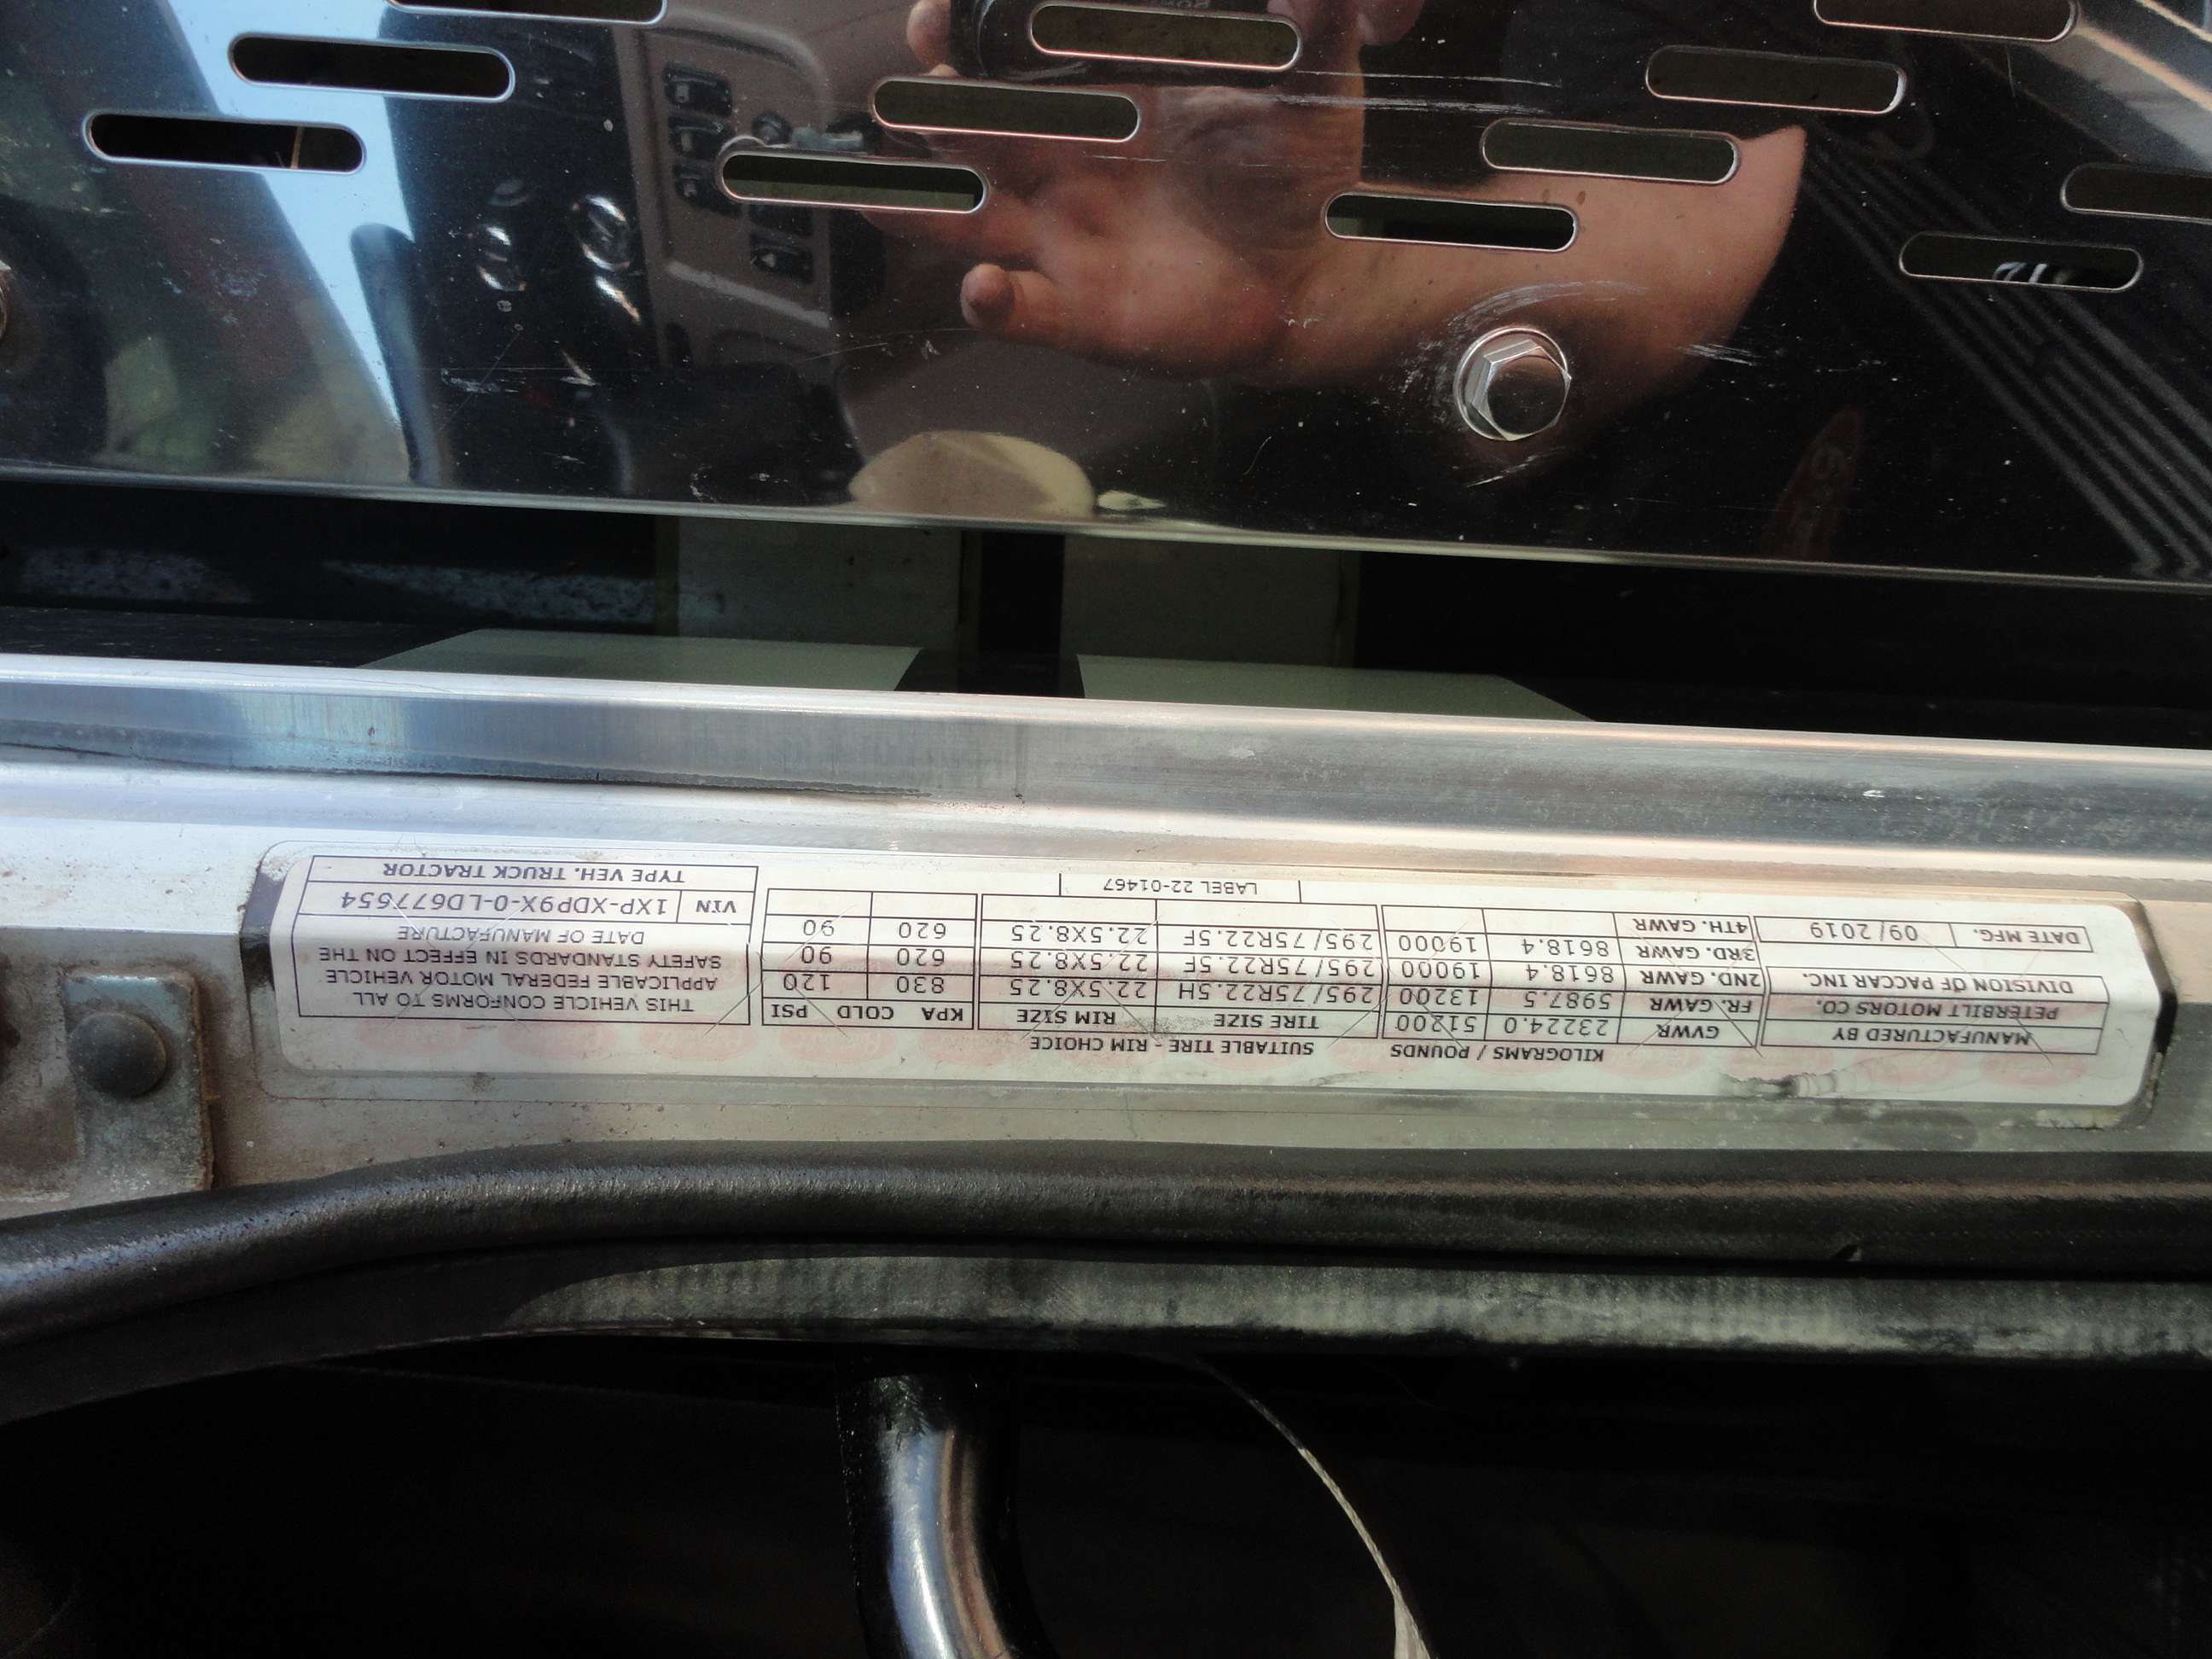 MANUFACTURED BY
PETERBILT MOTORS CO.
DIVISION OF PACCAR INC.
DATE MFG. 09/2019
KILOGRAMS / POUNDS
GVWR 23224.0 51200
FR. GAWR 5987.5 13200
2ND. GAWR 8618.4 19000
3RD. GAWR 8618.4 19000
4TH. GAWR
SUITABLE TIRE - RIM CHOICE
TIRE SIZE RIM SIZE KPA COLD PSI
295/75R22.5H 22.5X8.25 830 120
295/75R22.5F 22.5X8.25 620 90
295/75R22.5F 22.5X8.25 620 90
LABEL 22-01467
THIS VEHICLE CONFORMS TO ALL
APPLICABLE FEDERAL MOTOR VEHICLE
SAFETY STANDARDS IN EFFECT ON THE
DATE OF MANUFACTURE
VIN 1XP-XDP9X-0-LD677654
TYPE VEH. TRUCK TRACTOR